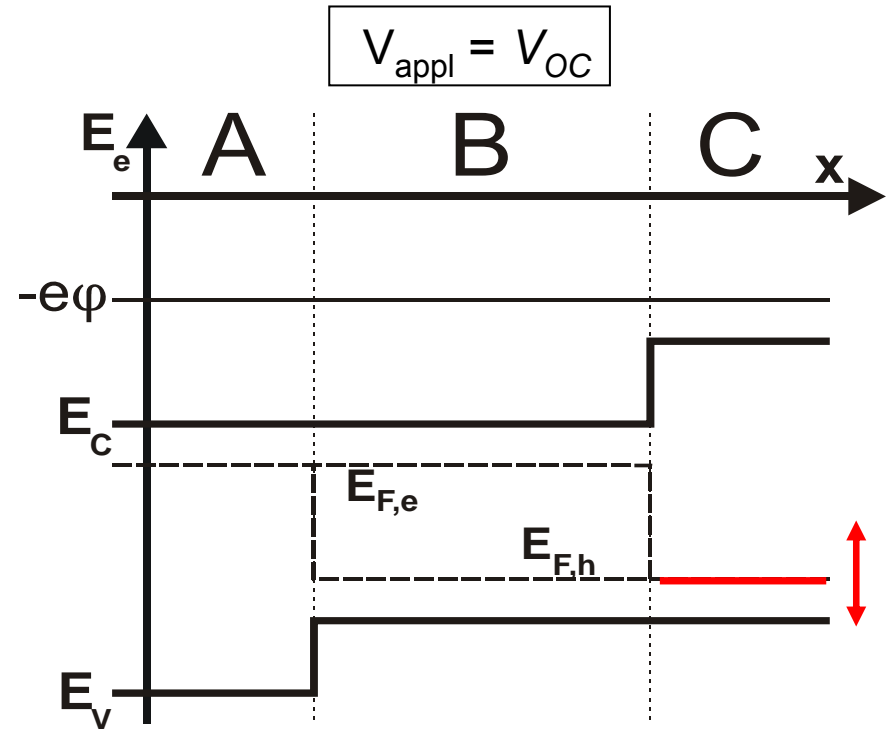 V_appl = V_OC
E_e A B C x
-eφ
E_C
E_F,e
E_F,h
E_V